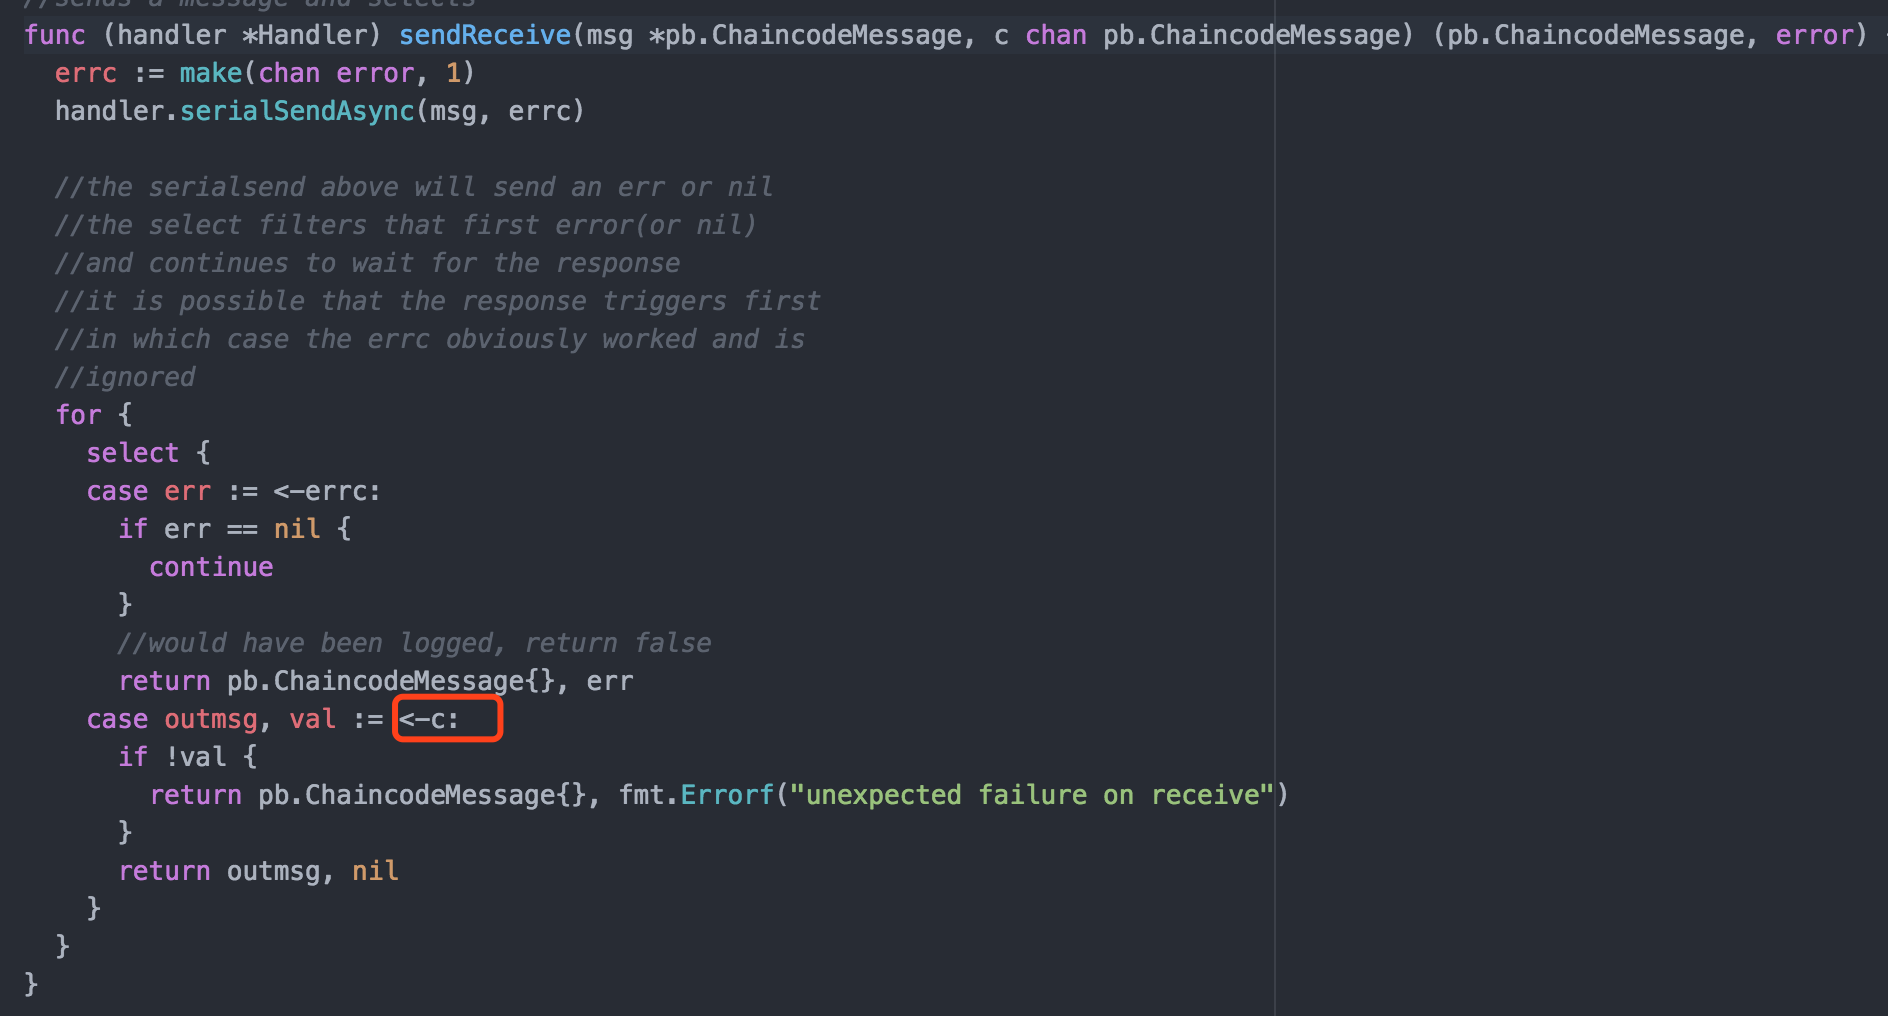 //sends a message and selects
func (handler *Handler) sendReceive(msg *pb.ChaincodeMessage, c chan pb.ChaincodeMessage) (pb.ChaincodeMessage, error)
  errc := make(chan error, 1)
  handler.serialSendAsync(msg, errc)

  //the serialsend above will send an err or nil
  //the select filters that first error(or nil)
  //and continues to wait for the response
  //it is possible that the response triggers first
  //in which case the errc obviously worked and is
  //ignored
  for {
    select {
    case err := <-errc:
      if err == nil {
        continue
      }
      //would have been logged, return false
      return pb.ChaincodeMessage{}, err
    case outmsg, val := <-c:
      if !val {
        return pb.ChaincodeMessage{}, fmt.Errorf("unexpected failure on receive")
      }
      return outmsg, nil
    }
  }
}